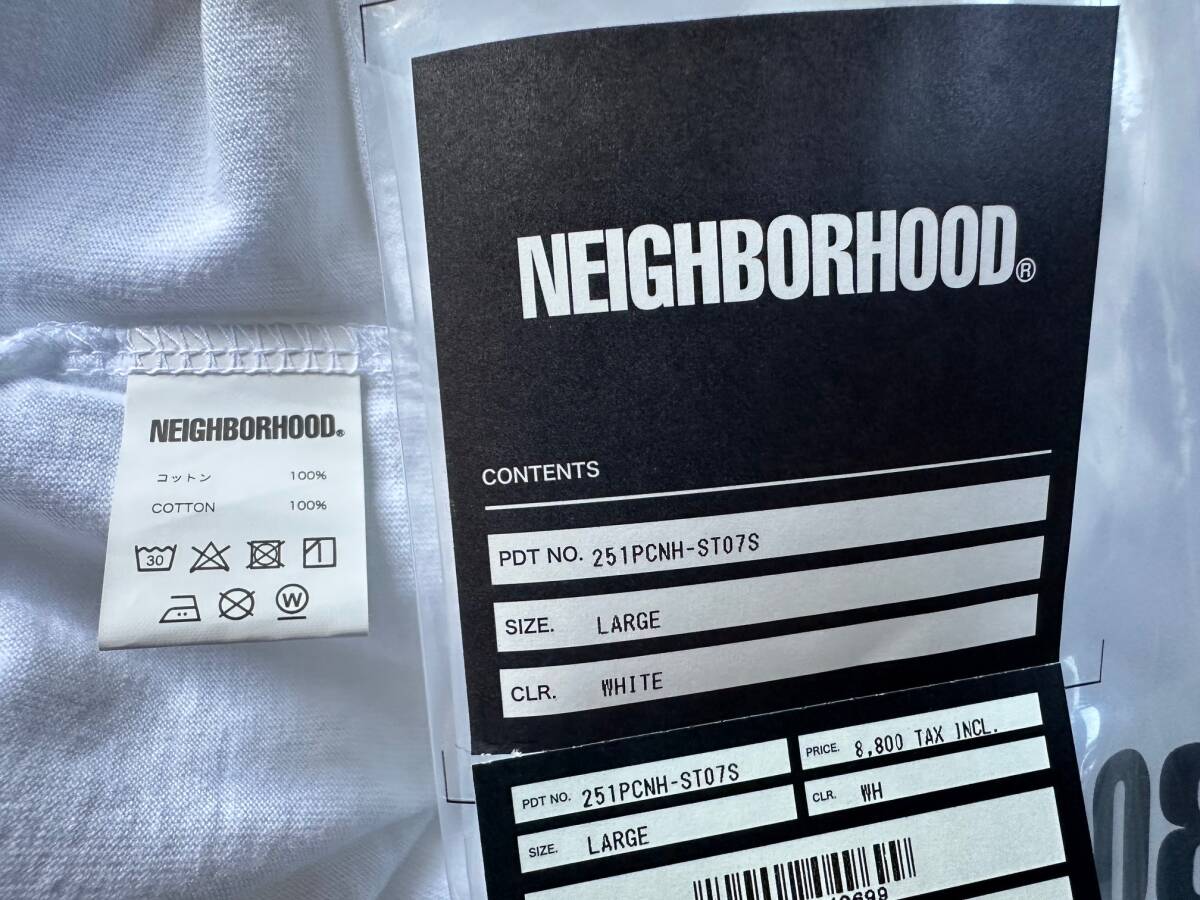 NEIGHBORHOOD®
コットン 100%
COTTON 100%
30
W
NEIGHBORHOOD®
CONTENTS
PDT NO. 251PCNH-ST07S
SIZE. LARGE
CLR. WHITE
PDT NO. 251PCNH-ST07S
PRICE. 8,800 TAX INCL.
SIZE. LARGE
CLR. WH
08